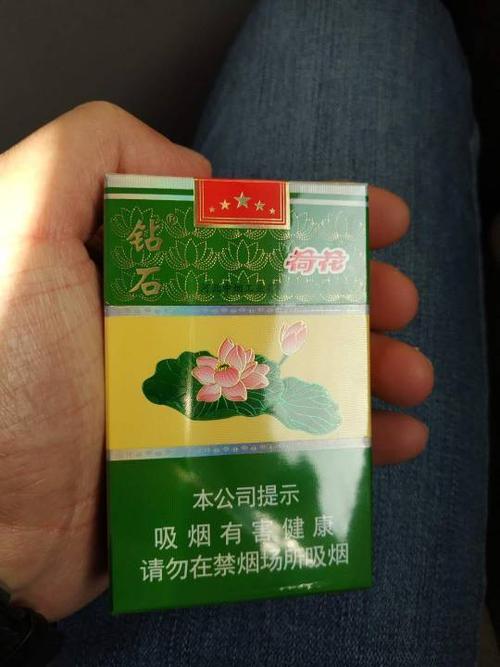 钻石
荷花
本公司提示
吸烟有害健康
请勿在禁烟场所吸烟